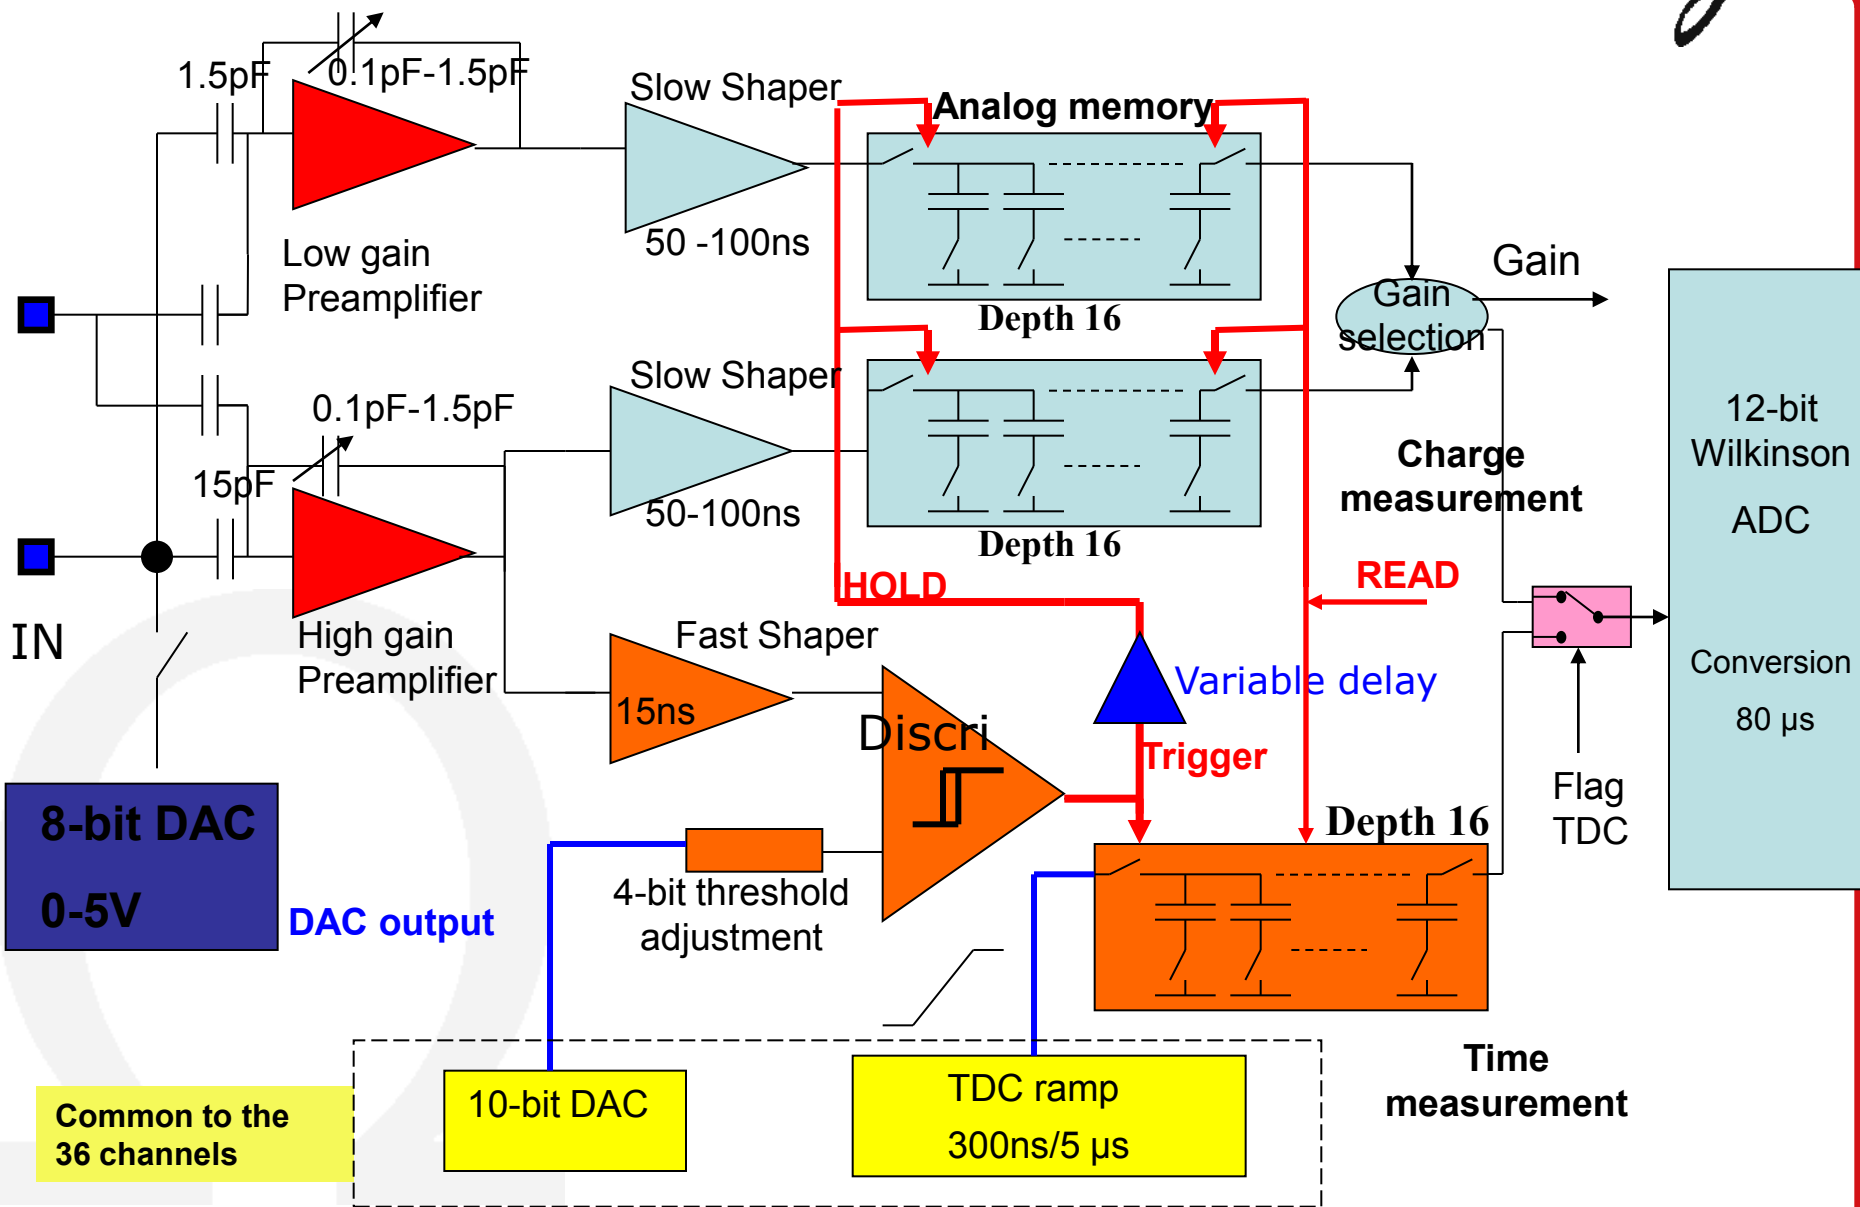 1.5pF
0.1pF-1.5pF
Slow Shaper
Analog memory
50 -100ns
Low gain
Preamplifier
Depth 16
Gain
Gain
selection
Slow Shaper
0.1pF-1.5pF
15pF
50-100ns
Depth 16
Charge
measurement
12-bit
Wilkinson
ADC
Conversion
80 µs
HOLD
READ
IN
High gain
Preamplifier
Fast Shaper
15ns
Variable delay
Discri
Trigger
Flag
TDC
Depth 16
8-bit DAC
0-5V
DAC output
4-bit threshold
adjustment
Time
measurement
Common to the
36 channels
10-bit DAC
TDC ramp
300ns/5 µs